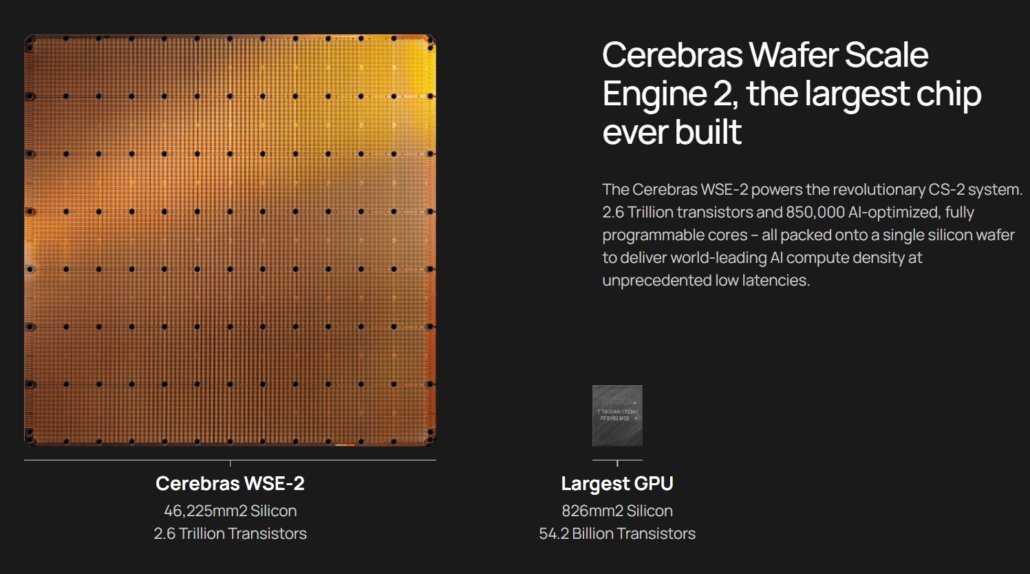 Cerebras Wafer Scale
Engine 2, the largest chip
ever built
The Cerebras WSE-2 powers the revolutionary CS-2 system.
2.6 Trillion transistors and 850,000 AI-optimized, fully
programmable cores – all packed onto a single silicon wafer
to deliver world-leading AI compute density at
unprecedented low latencies.
Cerebras WSE-2
46,225mm2 Silicon
2.6 Trillion Transistors
TAIWAN
Largest GPU
826mm2 Silicon
54.2 Billion Transistors